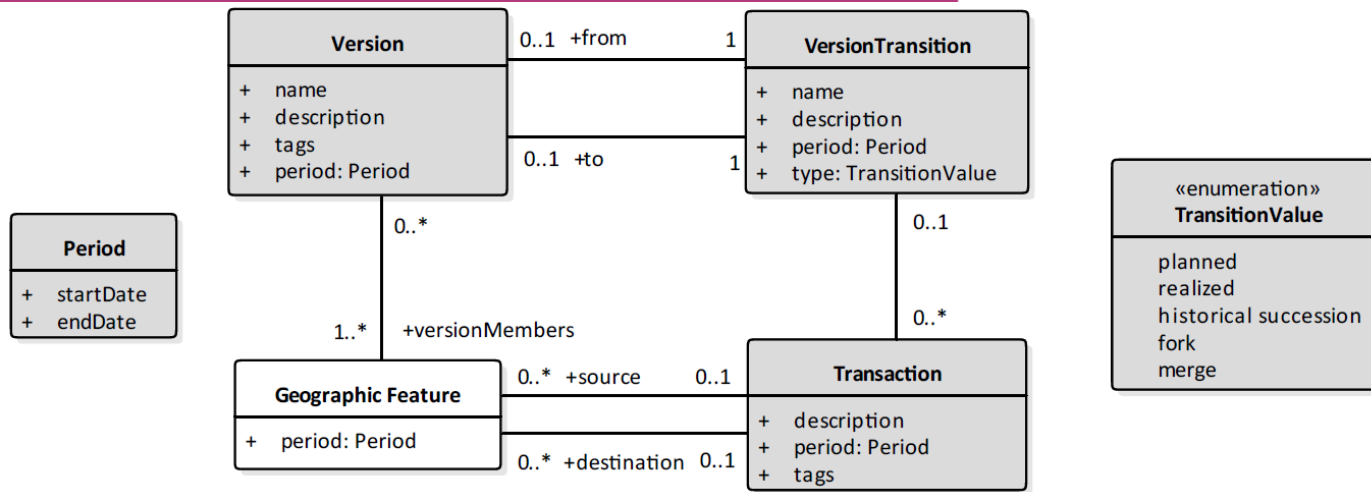 Version
+ name
+ description
+ tags
+ period: Period
0..1 +from 1
0..1 +to 1
VersionTransition
+ name
+ description
+ period: Period
+ type: TransitionValue
«enumeration»
TransitionValue
planned
realized
historical succession
fork
merge
Period
+ startDate
+ endDate
0..*
1..* +versionMembers
0..1
0..*
Geographic Feature
+ period: Period
0..* +source 0..1
0..* +destination 0..1
Transaction
+ description
+ period: Period
+ tags